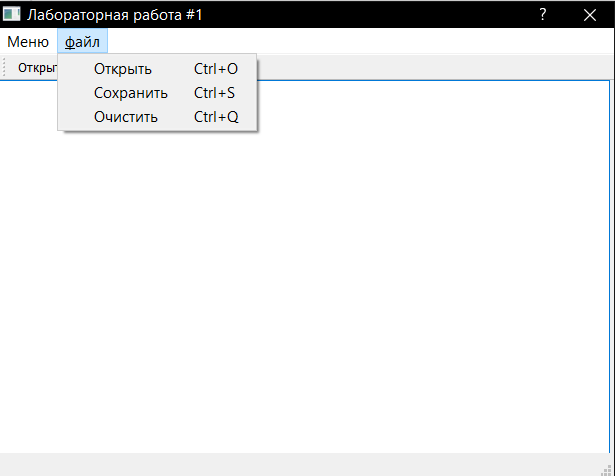 Лабораторная работа #1
?
Меню файл
Открыть Ctrl+O
Сохранить Ctrl+S
Очистить Ctrl+Q